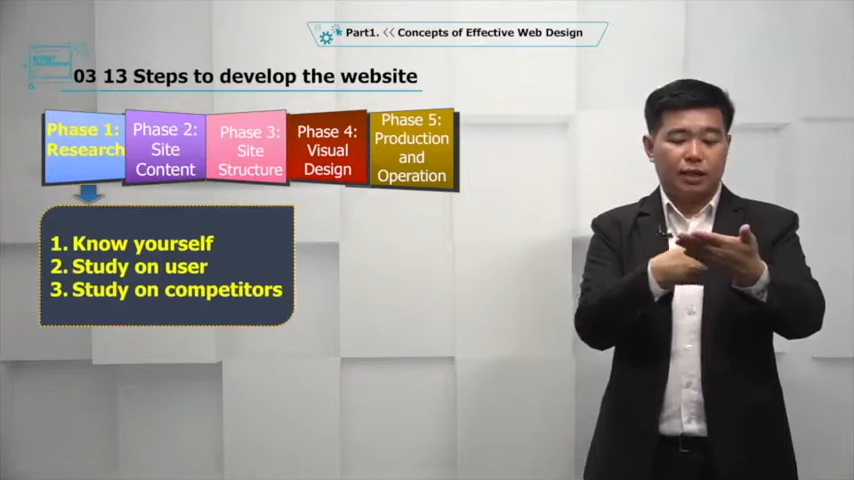 Part1. << Concepts of Effective Web Design
03 13 Steps to develop the website
Phase 1:
Research
Phase 2:
Site
Content
Phase 3:
Site
Structure
Phase 4:
Visual
Design
Phase 5:
Production
and
Operation
1. Know yourself
2. Study on user
3. Study on competitors